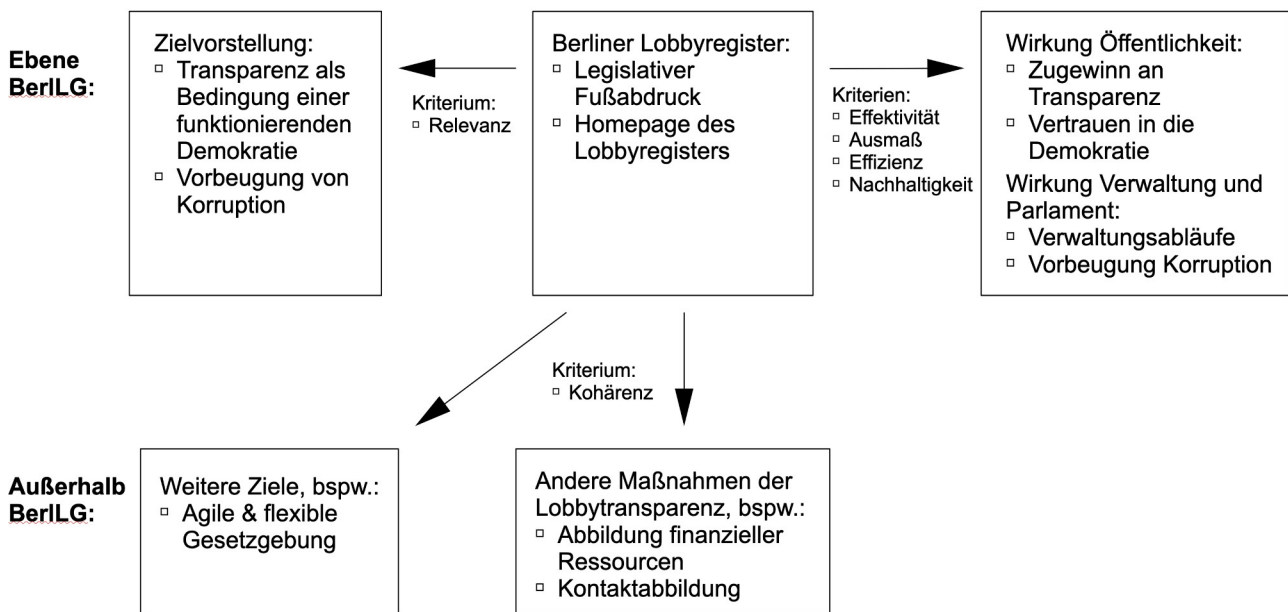 Ebene
BerlLG:
Zielvorstellung:
▫ Transparenz als
Bedingung einer
funktionierenden
Demokratie
▫ Vorbeugung von
Korruption
Kriterium:
▫ Relevanz
Berliner Lobbyregister:
▫ Legislativer
Fußabdruck
▫ Homepage des
Lobbyregisters
Kriterien:
▫ Effektivität
▫ Ausmaß
▫ Effizienz
▫ Nachhaltigkeit
Wirkung Öffentlichkeit:
▫ Zugewinn an
Transparenz
▫ Vertrauen in die
Demokratie
Wirkung Verwaltung und
Parlament:
▫ Verwaltungsabläufe
▫ Vorbeugung Korruption
Kriterium:
▫ Kohärenz
Außerhalb
BerlLG:
Weitere Ziele, bspw.:
▫ Agile & flexible
Gesetzgebung
Andere Maßnahmen der
Lobbytransparenz, bspw.:
▫ Abbildung finanzieller
Ressourcen
▫ Kontaktabbildung